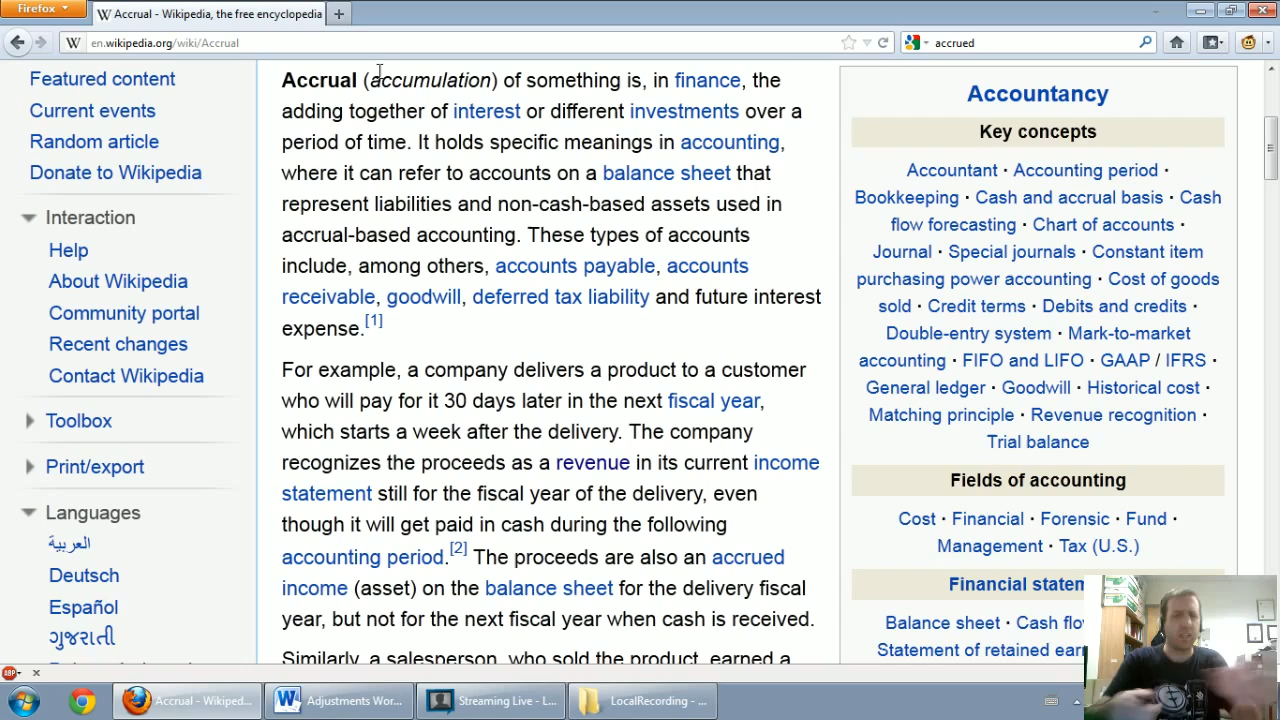 Firefox
Accrual - Wikipedia, the free encyclopedia
en.wikipedia.org/wiki/Accrual
accrued
Featured content
Current events
Random article
Donate to Wikipedia
Interaction
Help
About Wikipedia
Community portal
Recent changes
Contact Wikipedia
Toolbox
Print/export
Languages
العربية
Deutsch
Español
ગુજરાતી
Accrual (accumulation) of something is, in finance, the
adding together of interest or different investments over a
period of time. It holds specific meanings in accounting,
where it can refer to accounts on a balance sheet that
represent liabilities and non-cash-based assets used in
accrual-based accounting. These types of accounts
include, among others, accounts payable, accounts
receivable, goodwill, deferred tax liability and future interest
expense.[1]
For example, a company delivers a product to a customer
who will pay for it 30 days later in the next fiscal year,
which starts a week after the delivery. The company
recognizes the proceeds as a revenue in its current income
statement still for the fiscal year of the delivery, even
though it will get paid in cash during the following
accounting period.[2] The proceeds are also an accrued
income (asset) on the balance sheet for the delivery fiscal
year, but not for the next fiscal year when cash is received.
Similarly, a salesperson, who sold the product, earned a
Accountancy
Key concepts
Accountant · Accounting period ·
Bookkeeping · Cash and accrual basis · Cash
flow forecasting · Chart of accounts ·
Journal · Special journals · Constant item
purchasing power accounting · Cost of goods
sold · Credit terms · Debits and credits ·
Double-entry system · Mark-to-market
accounting · FIFO and LIFO · GAAP / IFRS ·
General ledger · Goodwill · Historical cost ·
Matching principle · Revenue recognition ·
Trial balance
Fields of accounting
Cost · Financial · Forensic · Fund ·
Management · Tax (U.S.)
Financial statem
Balance sheet · Cash flo
Statement of retained earn
ABP
Accrual - Wikiped...
Adjustments Wor...
Streaming Live - L...
LocalRecording - ...